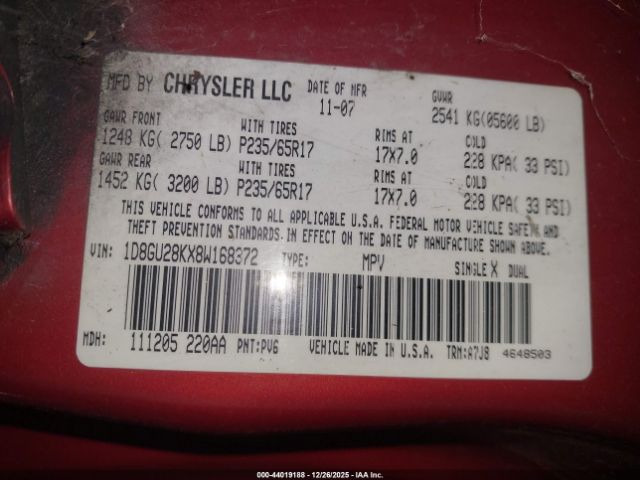 MFD BY CHRYSLER LLC DATE OF MFR 11-07 GVWR 2541 KG(05600 LB)
GAWR FRONT WITH TIRES RIMS AT COLD
1248 KG( 2750 LB) P235/65R17 17X7.0 228 KPA( 33 PSI)
GAWR REAR WITH TIRES RIMS AT COLD
1452 KG( 3200 LB) P235/65R17 17X7.0 228 KPA( 33 PSI)
THIS VEHICLE CONFORMS TO ALL APPLICABLE U.S.A. FEDERAL MOTOR VEHICLE SAFETY AND
THEFT PREVENTION STANDARDS IN EFFECT ON THE DATE OF MANUFACTURE SHOWN ABOVE.
VIN: 1D8GU28KX8W168372 TYPE: MPV SINGLE X DUAL
MDH: 111205 220AA PNT:PV6 VEHICLE MADE IN U.S.A. TRM:A7J8 4648503
000-44019188 - 12/26/2025 - IAA Inc.